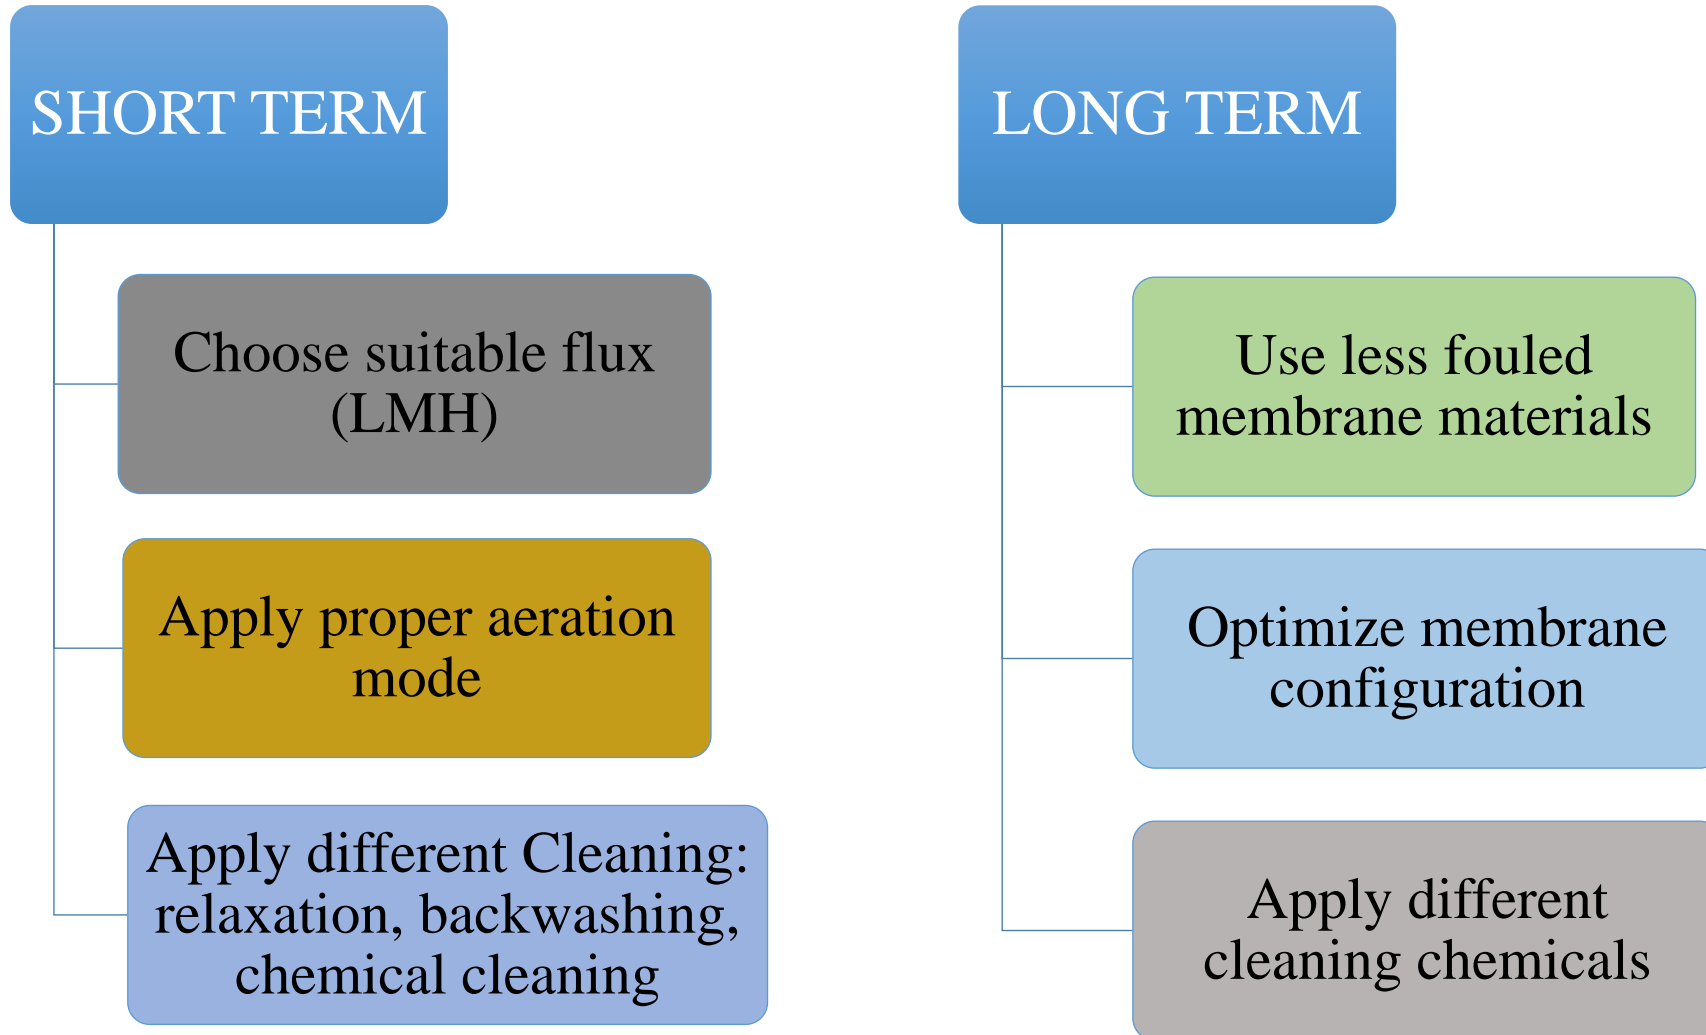 SHORT TERM
Choose suitable flux
(LMH)
Apply proper aeration
mode
Apply different Cleaning:
relaxation, backwashing,
chemical cleaning
LONG TERM
Use less fouled
membrane materials
Optimize membrane
configuration
Apply different
cleaning chemicals